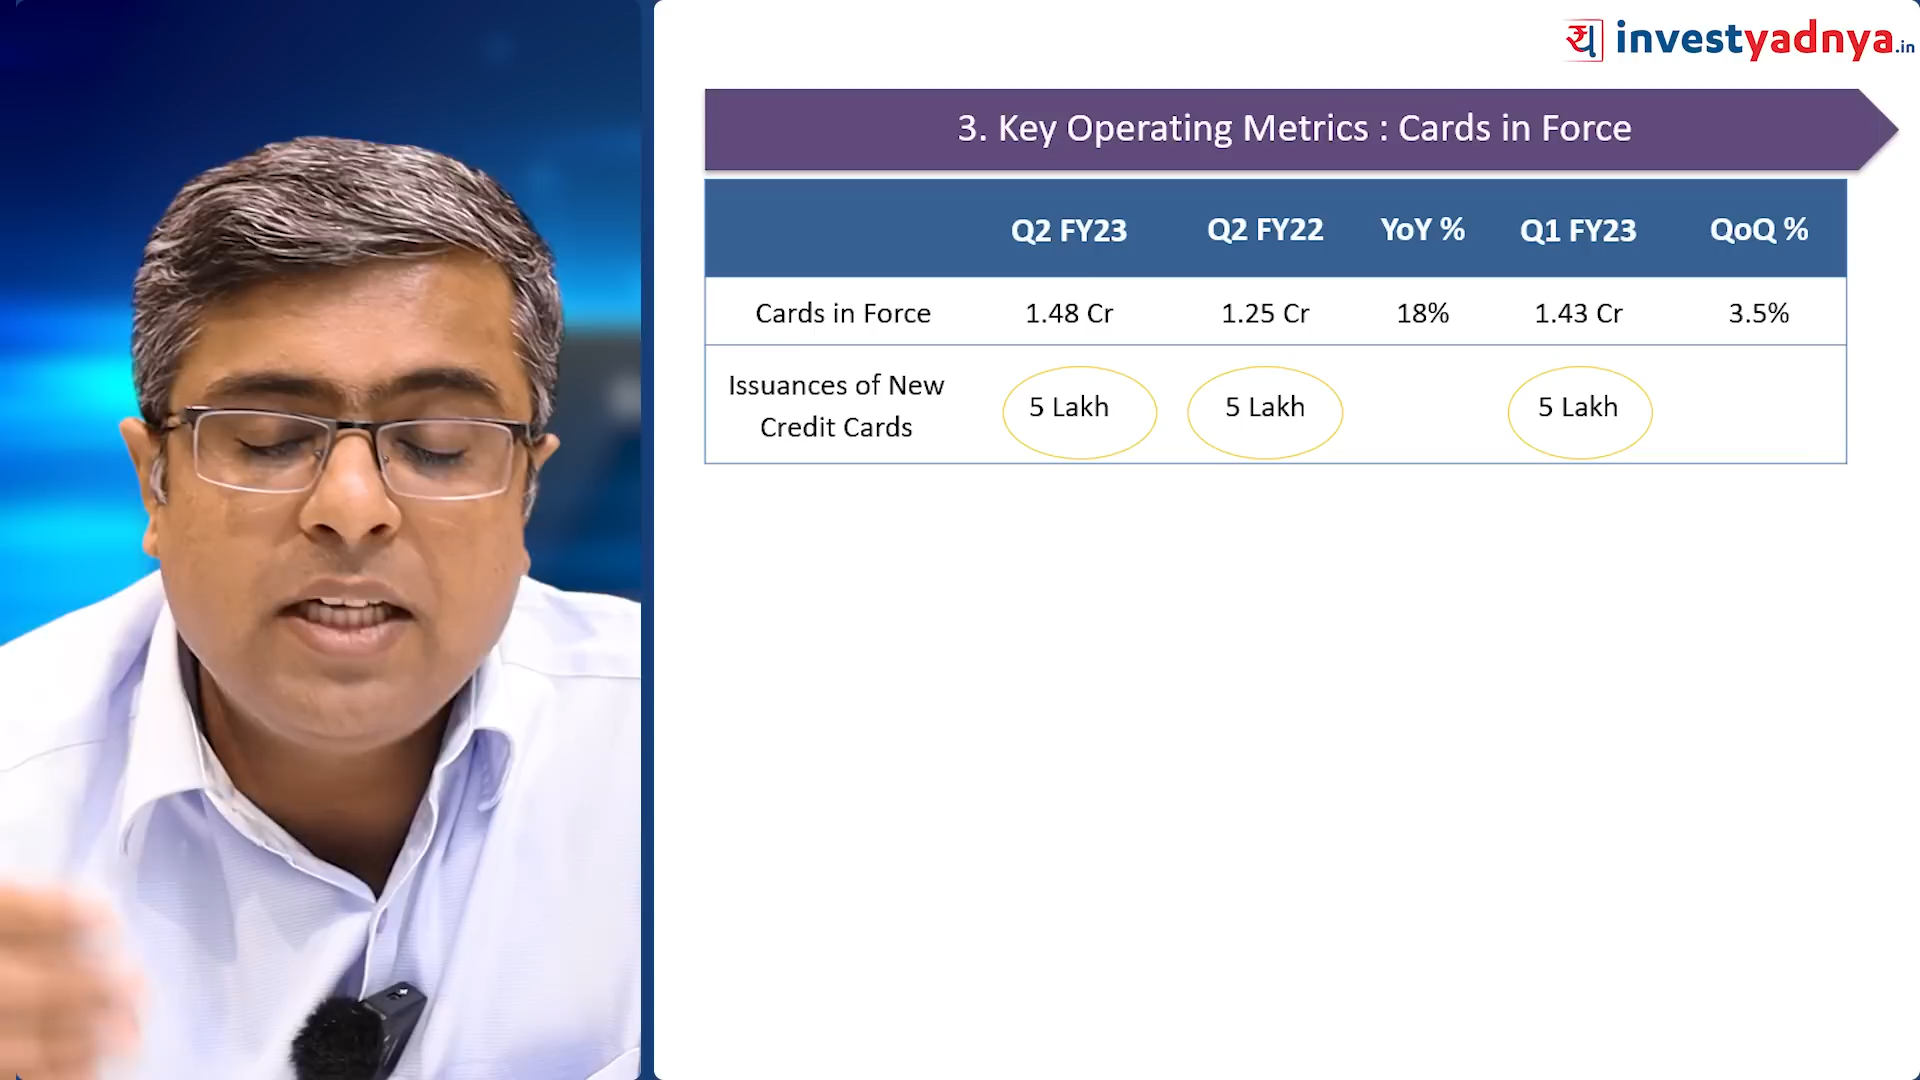 य investyadnya.in
3. Key Operating Metrics : Cards in Force
Q2 FY23 Q2 FY22 YoY % Q1 FY23 QoQ %
Cards in Force 1.48 Cr 1.25 Cr 18% 1.43 Cr 3.5%
Issuances of New
Credit Cards 5 Lakh 5 Lakh 5 Lakh